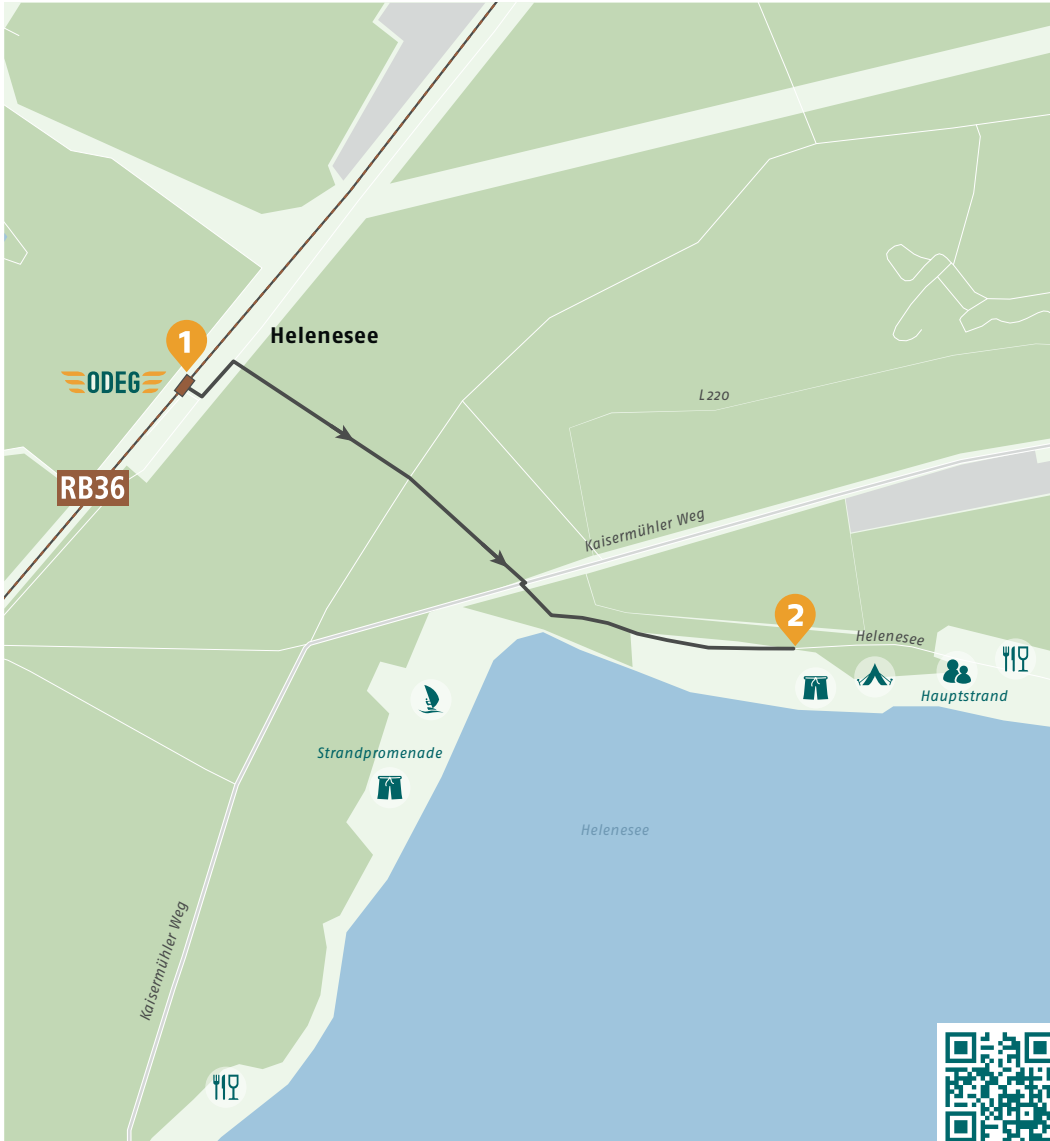 1
Helenesee
ODEG
RB36
L220
Kaisermühler Weg
2
Helenesee
Hauptstrand
Strandpromenade
Helenesee
Kaisermühler Weg